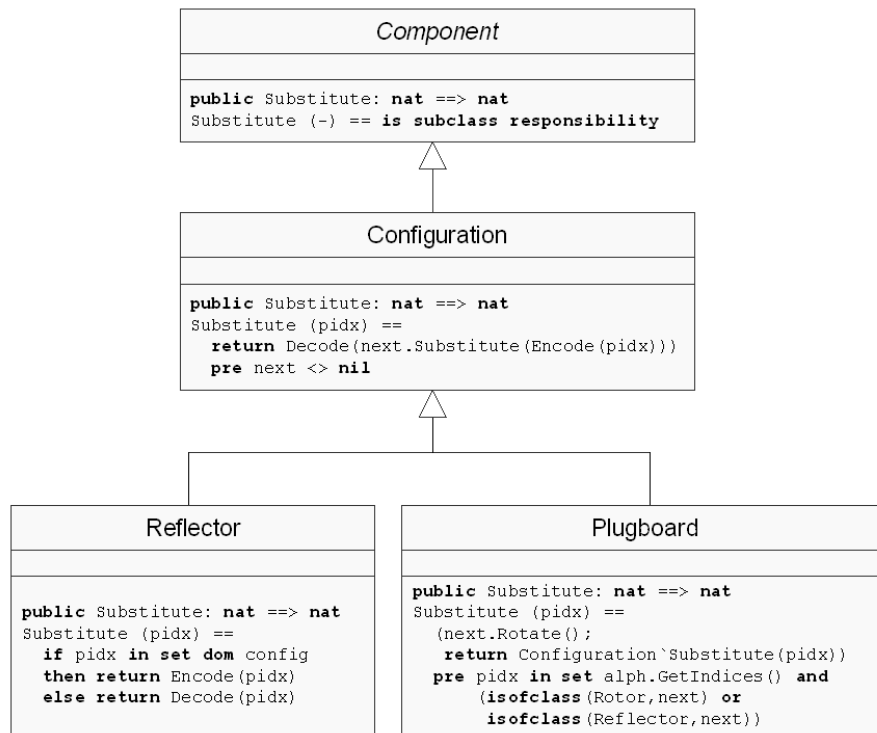 Component
public Substitute: nat ==> nat
Substitute (-) == is subclass responsibility
Configuration
public Substitute: nat ==> nat
Substitute (pidx) ==
return Decode(next.Substitute(Encode(pidx)))
pre next <> nil
Reflector
public Substitute: nat ==> nat
Substitute (pidx) ==
if pidx in set dom config
then return Encode(pidx)
else return Decode(pidx)
Plugboard
public Substitute: nat ==> nat
Substitute (pidx) ==
(next.Rotate();
return Configuration`Substitute(pidx))
pre pidx in set alph.GetIndices() and
(isofclass(Rotor,next) or
isofclass(Reflector,next))